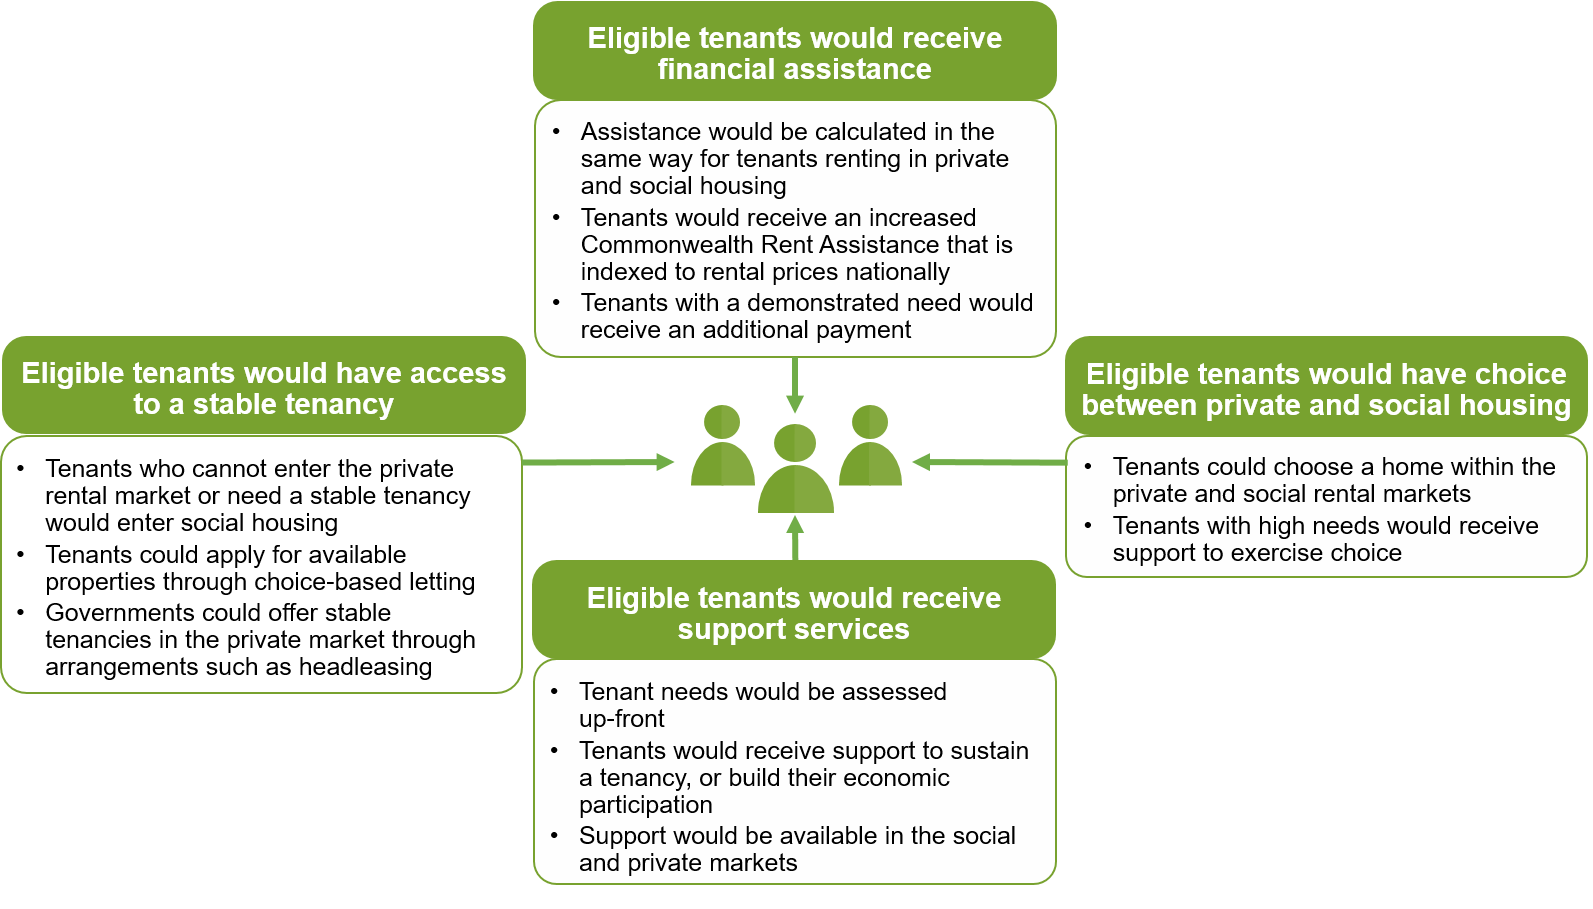 Eligible tenants would receive
financial assistance
• Assistance would be calculated in the
same way for tenants renting in private
and social housing
• Tenants would receive an increased
Commonwealth Rent Assistance that is
indexed to rental prices nationally
• Tenants with a demonstrated need would
receive an additional payment
Eligible tenants would have access
to a stable tenancy
• Tenants who cannot enter the private
rental market or need a stable tenancy
would enter social housing
• Tenants could apply for available
properties through choice-based letting
• Governments could offer stable
tenancies in the private market through
arrangements such as headleasing
Eligible tenants would have choice
between private and social housing
• Tenants could choose a home within the
private and social rental markets
• Tenants with high needs would receive
support to exercise choice
Eligible tenants would receive
support services
• Tenant needs would be assessed
up-front
• Tenants would receive support to sustain
a tenancy, or build their economic
participation
• Support would be available in the social
and private markets